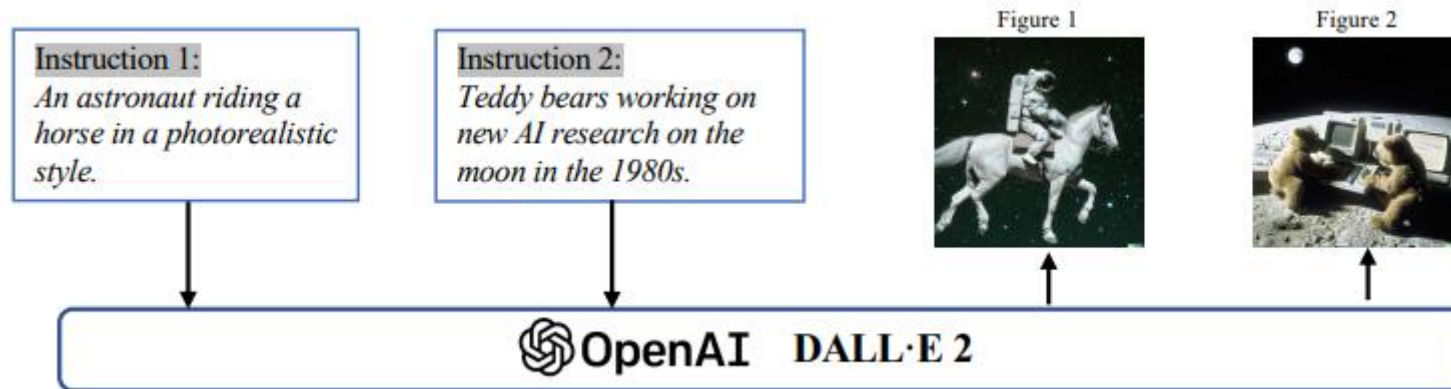 Instruction 1:
An astronaut riding a
horse in a photorealistic
style.
Instruction 2:
Teddy bears working on
new AI research on the
moon in the 1980s.
Figure 1
Figure 2
OpenAI DALL·E 2